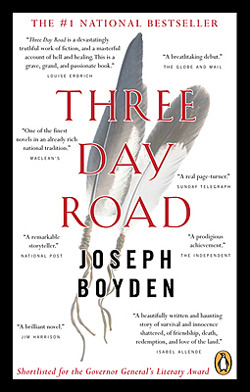 THE #1 NATIONAL BESTSELLER
"Three Day Road is a devastatingly
truthful work of fiction, and a masterful
account of hell and healing. This is a
grave, grand, and passionate book."
LOUISE ERDRICH
"A breathtaking debut."
THE GLOBE AND MAIL
THREE
"One of the finest
novels in an already rich
national tradition."
MACLEAN'S
DAY
"A real page-turner."
SUNDAY TELEGRAPH
ROAD
"A remarkable
storyteller."
NATIONAL POST
"A prodigious
achievement."
THE INDEPENDENT
JOSEPH
BOYDEN
"A brilliant novel."
JIM HARRISON
"A beautifully written and haunting
story of survival and innocence
shattered, of friendship, death,
redemption, and love of the land."
ISABEL ALLENDE
Shortlisted for the Governor General's Literary Award